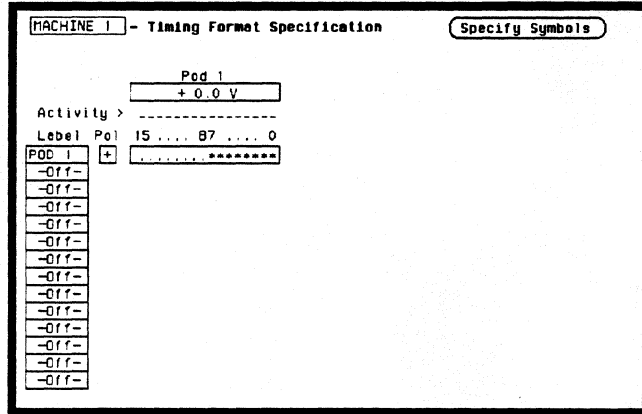 MACHINE 1 - Timing Format Specification Specify Symbols
Pod 1
+ 0.0 V
Activity > ----------------
Label Pol 15 .... 87 .... 0
POD 1 + ........********
-Off-
-Off-
-Off-
-Off-
-Off-
-Off-
-Off-
-Off-
-Off-
-Off-
-Off-
-Off-
-Off-